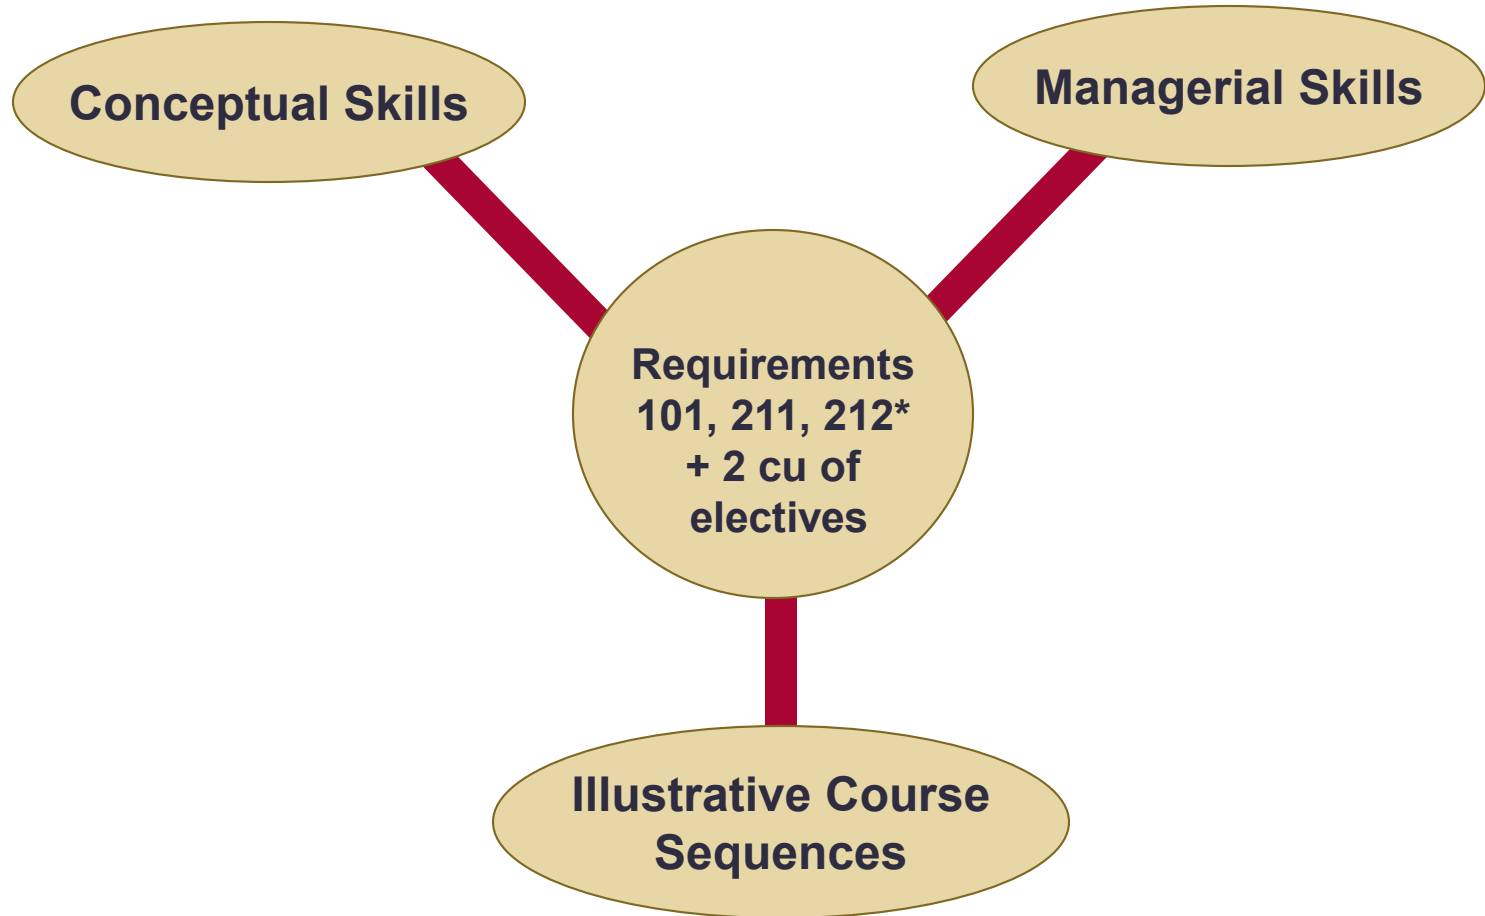 Conceptual Skills
Managerial Skills
Requirements
101, 211, 212*
+ 2 cu of
electives
Illustrative Course
Sequences